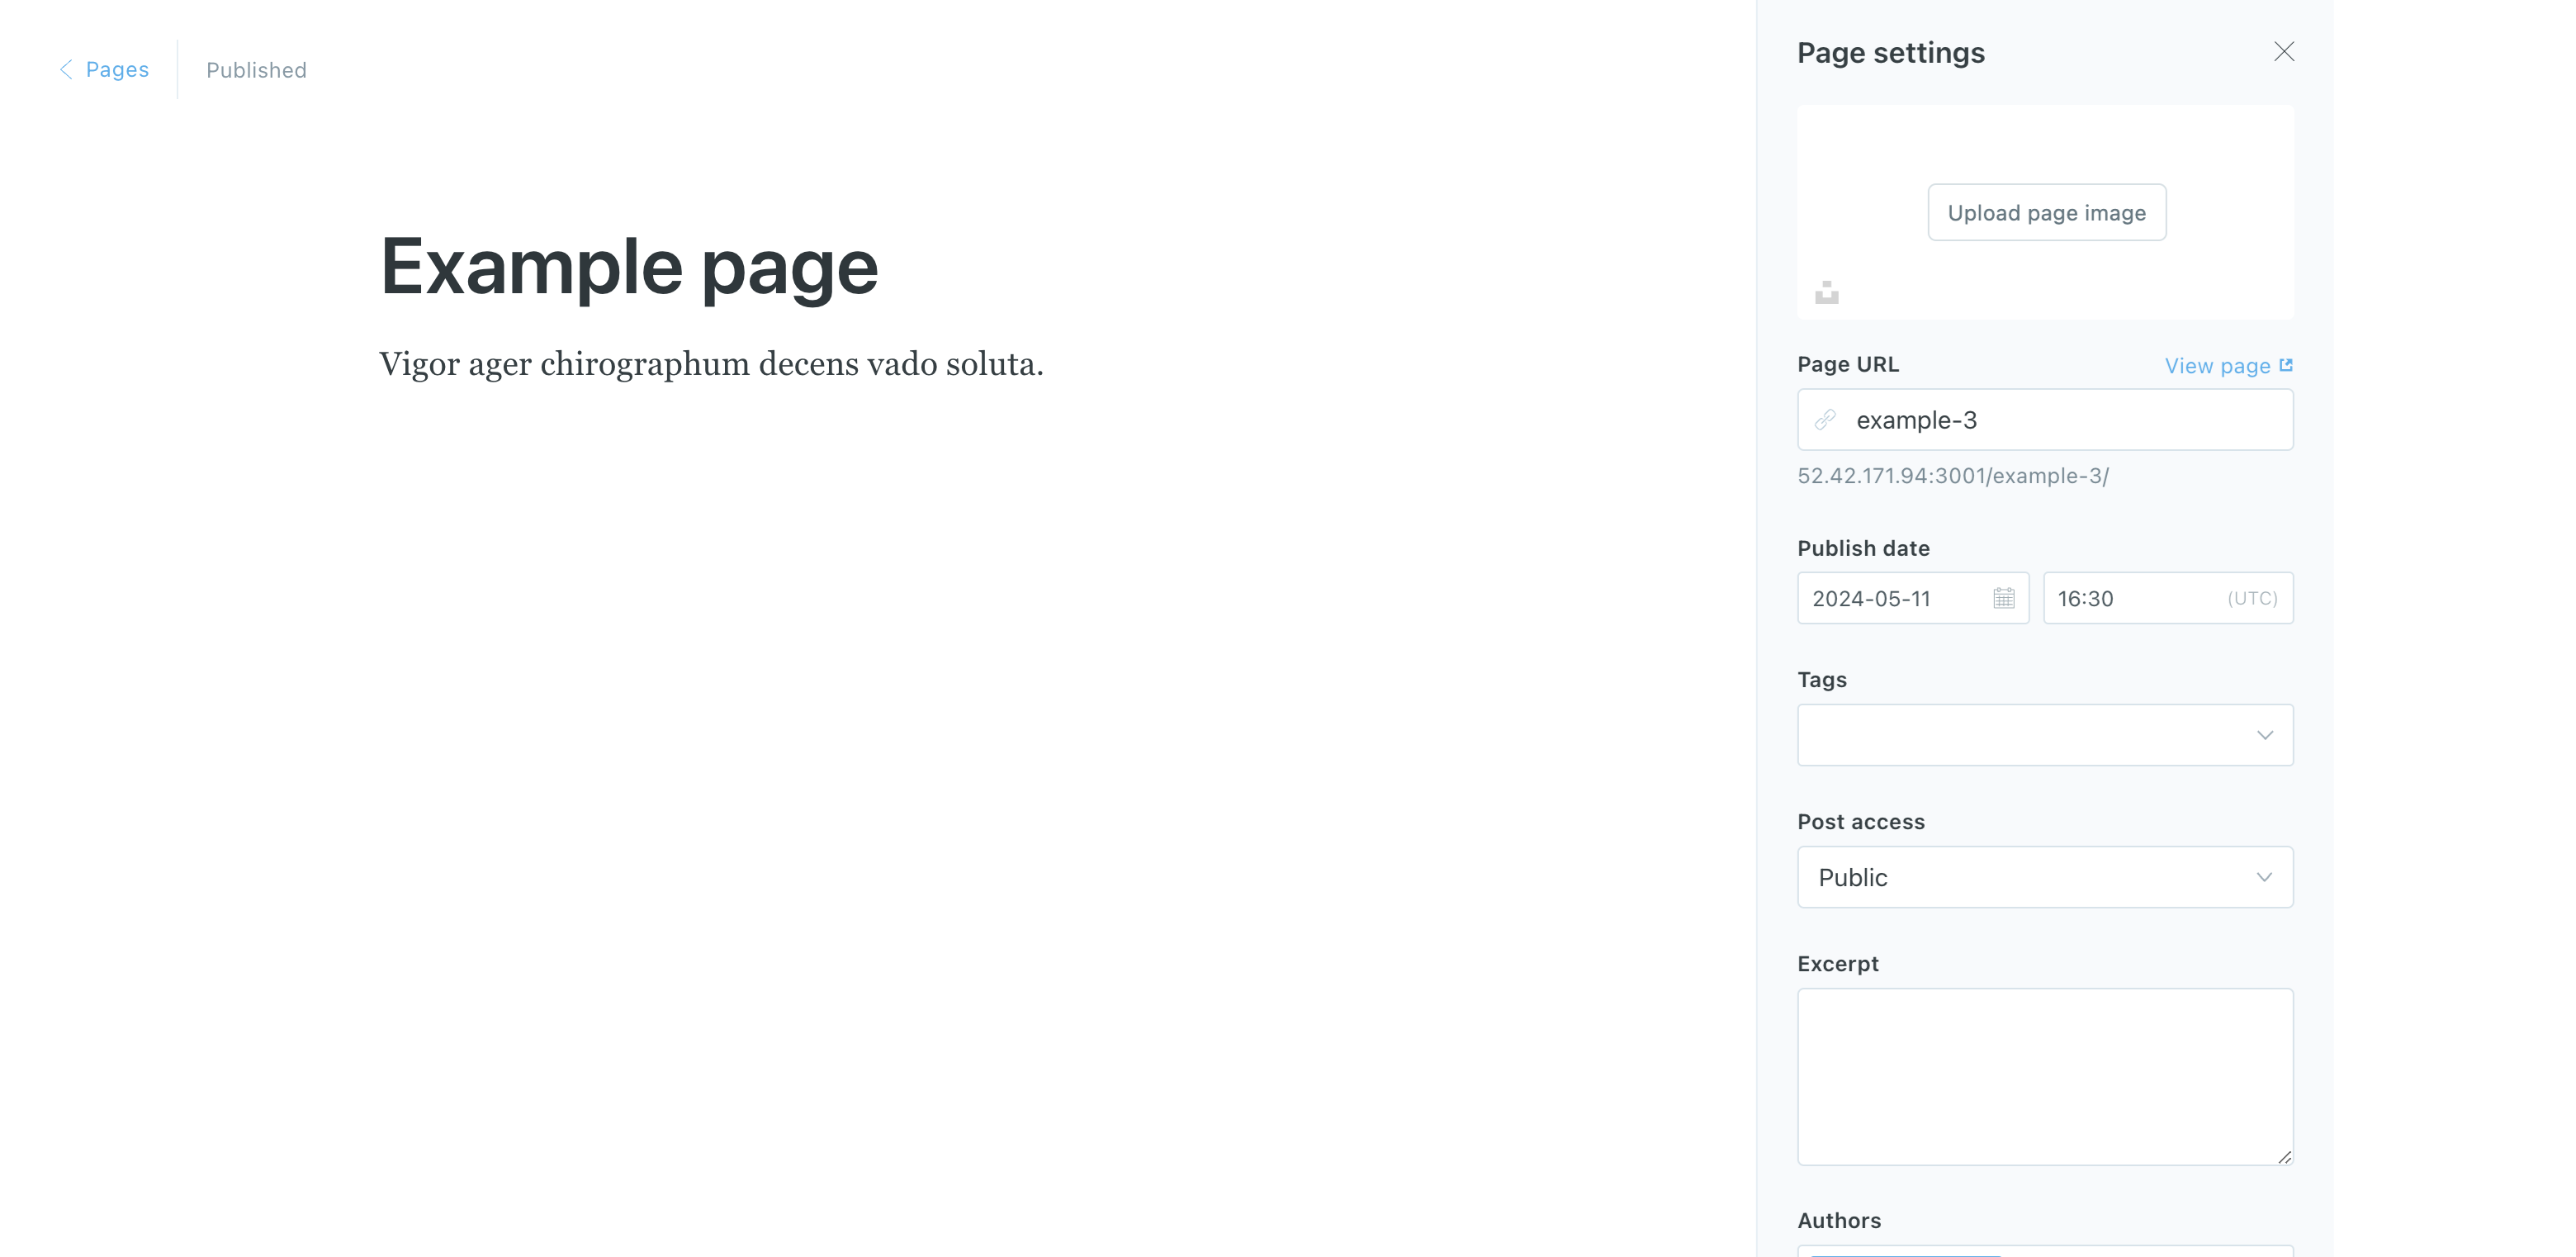 Pages
Published
Example page
Vigor ager chirographum decens vado soluta.
Page settings
Upload page image
Page URL
View page
example-3
52.42.171.94:3001/example-3/
Publish date
2024-05-11
16:30
(UTC)
Tags
Post access
Public
Excerpt
Authors